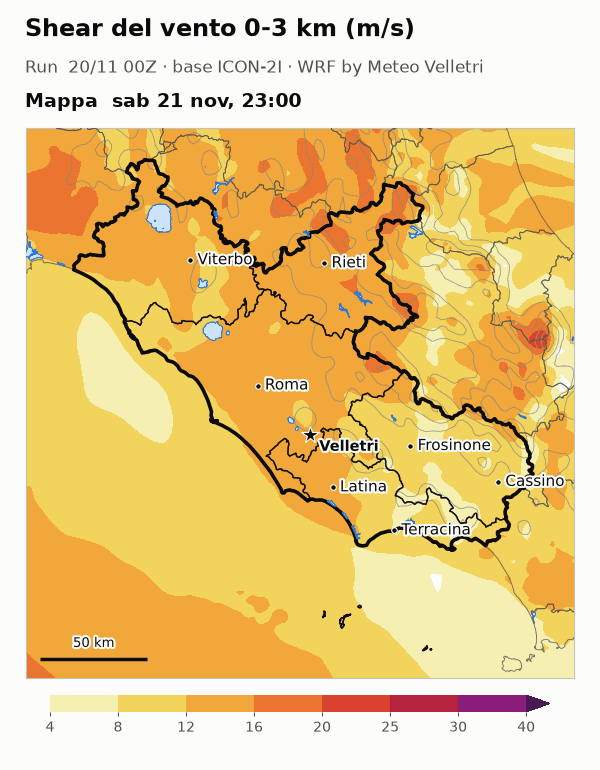 Shear del vento 0-3 km (m/s)
Run  20/11 00Z · base ICON-2I · WRF by Meteo Velletri
Mappa  sab 21 nov, 23:00
Viterbo
Rieti
Roma
Velletri
Frosinone
Cassino
Latina
Terracina
50 km
4 8 12 16 20 25 30 40